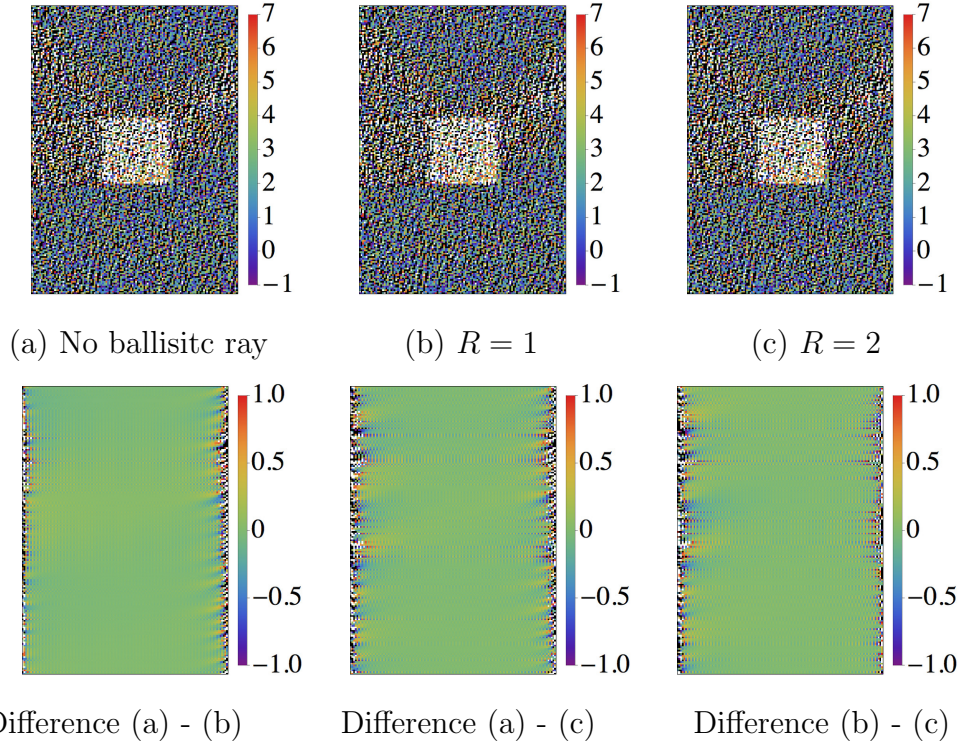 7 7 7
6 6 6
5 5 5
4 4 4
3 3 3
2 2 2
1 1 1
0 0 0
−1 −1 −1
(a) No ballisitc ray (b) R = 1 (c) R = 2
1.0 1.0 1.0
0.5 0.5 0.5
0 0 0
−0.5 −0.5 −0.5
−1.0 −1.0 −1.0
Difference (a) - (b) Difference (a) - (c) Difference (b) - (c)